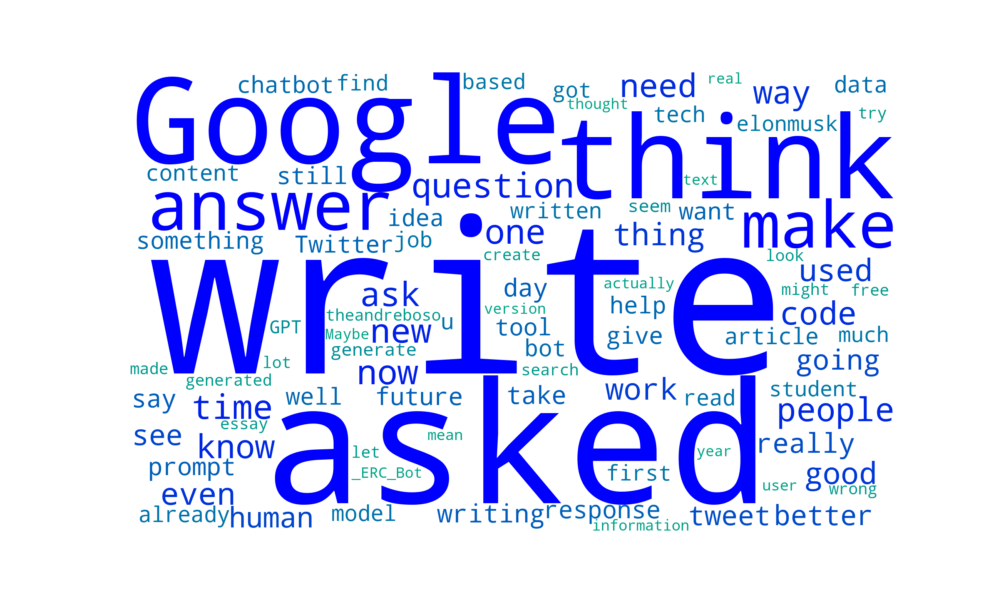 chatbot find based got need real way data
Google thought tech elonmusk try
content still question think text
answer idea written seem want make
something Twitter job one thing look
write create used
ask day actually might free
theandreboso version help code
GPT Maybe new u tool give article much
generate bot going
made lot now search
generated student
say time well future take work read people
see essay asked mean really
know let year
prompt _ERC_Bot first good
even user wrong
already human model writing response tweet better
information